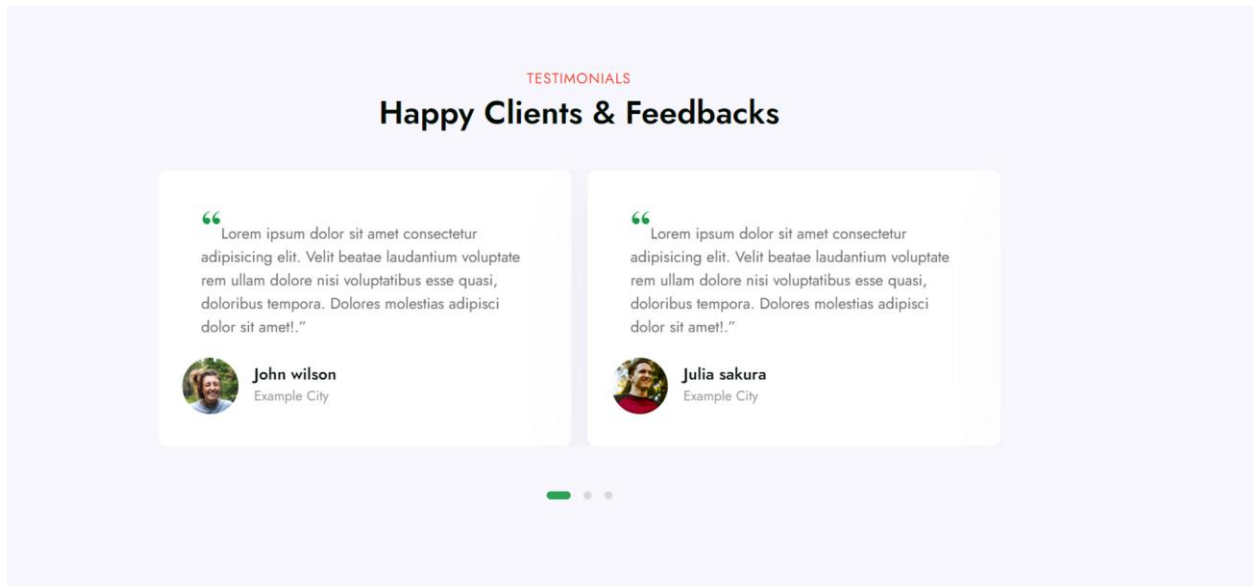 TESTIMONIALS
Happy Clients & Feedbacks
“
Lorem ipsum dolor sit amet consectetur
adipisicing elit. Velit beatae laudantium voluptate
rem ullam dolore nisi voluptatibus esse quasi,
doloribus tempora. Dolores molestias adipisci
dolor sit amet!.”
John wilson
Example City
“
Lorem ipsum dolor sit amet consectetur
adipisicing elit. Velit beatae laudantium voluptate
rem ullam dolore nisi voluptatibus esse quasi,
doloribus tempora. Dolores molestias adipisci
dolor sit amet!.”
Julia sakura
Example City